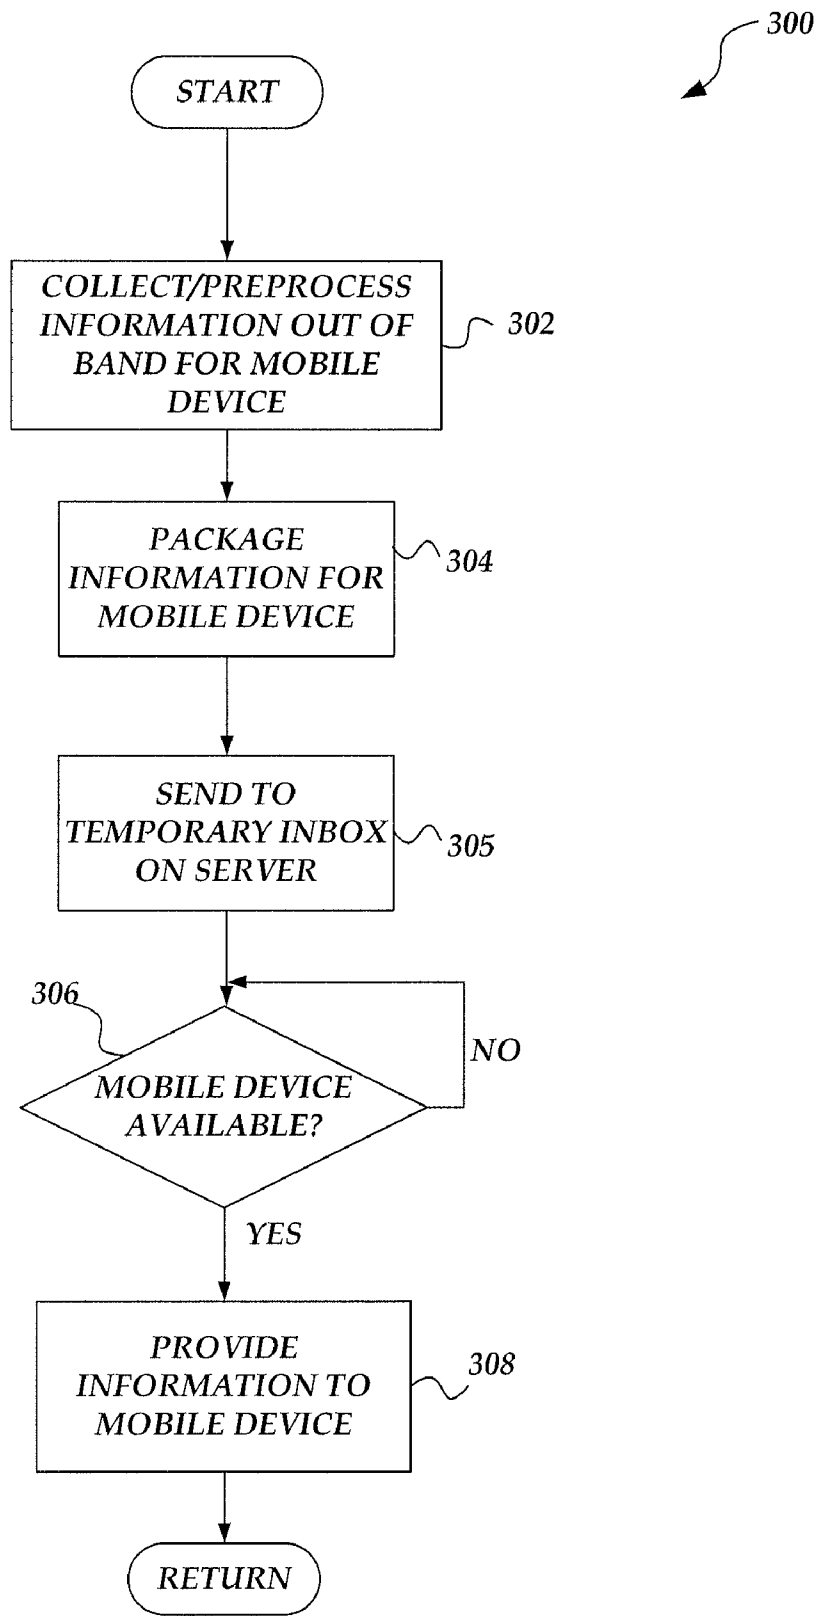 300
START
COLLECT/PREPROCESS
INFORMATION OUT OF
BAND FOR MOBILE
DEVICE
302
PACKAGE
INFORMATION FOR
MOBILE DEVICE
304
SEND TO
TEMPORARY INBOX
ON SERVER
305
306
NO
MOBILE DEVICE
AVAILABLE?
YES
PROVIDE
INFORMATION TO
MOBILE DEVICE
308
RETURN